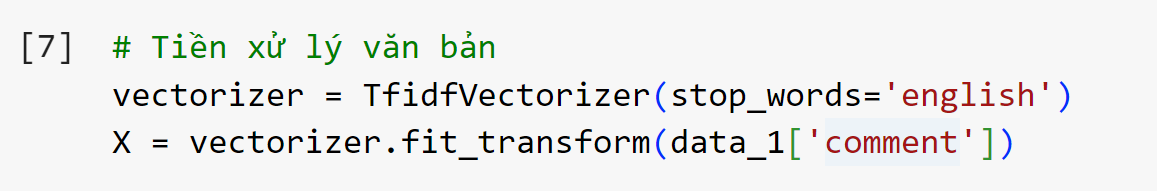 [7] # Tiền xử lý văn bản
vectorizer = TfidfVectorizer(stop_words='english')
X = vectorizer.fit_transform(data_1['comment'])